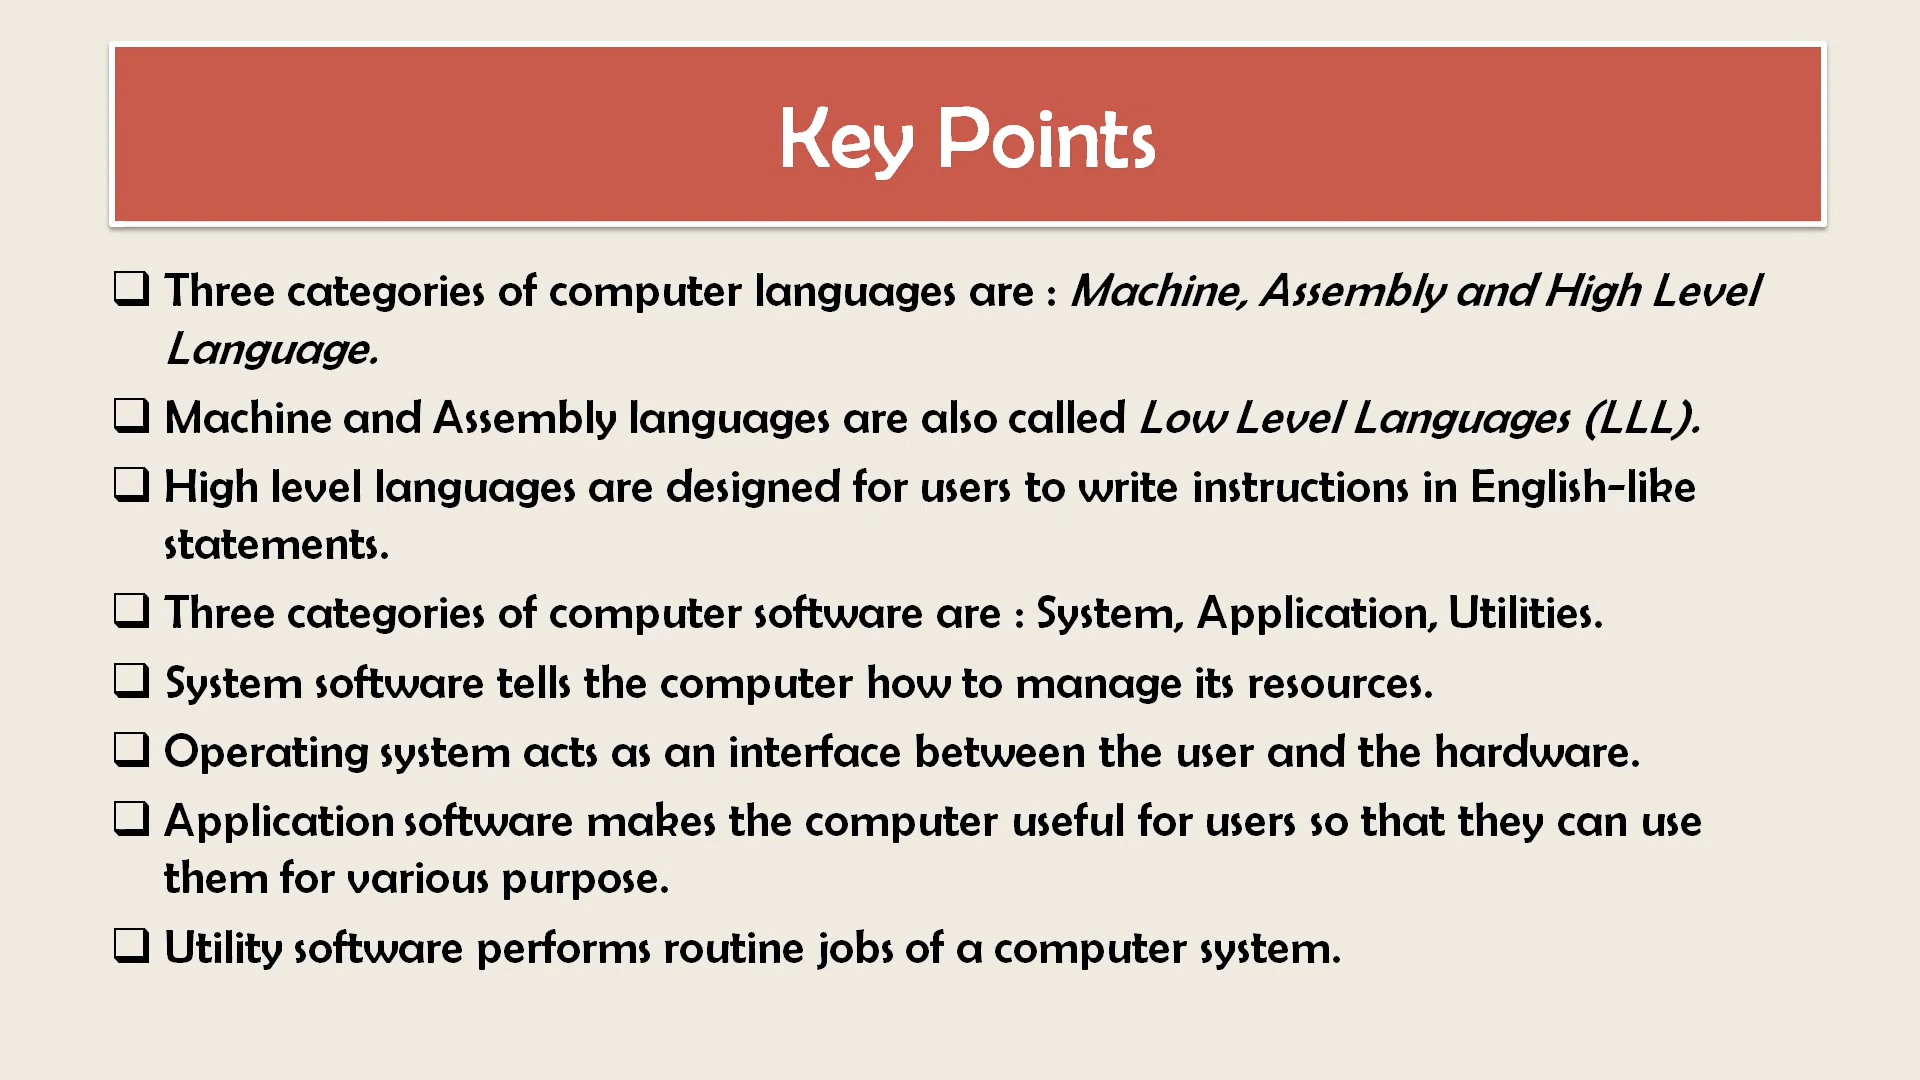 Key Points
Three categories of computer languages are : Machine, Assembly and High Level
Language.
Machine and Assembly languages are also called Low Level Languages (LLL).
High level languages are designed for users to write instructions in English-like
statements.
Three categories of computer software are : System, Application, Utilities.
System software tells the computer how to manage its resources.
Operating system acts as an interface between the user and the hardware.
Application software makes the computer useful for users so that they can use
them for various purpose.
Utility software performs routine jobs of a computer system.